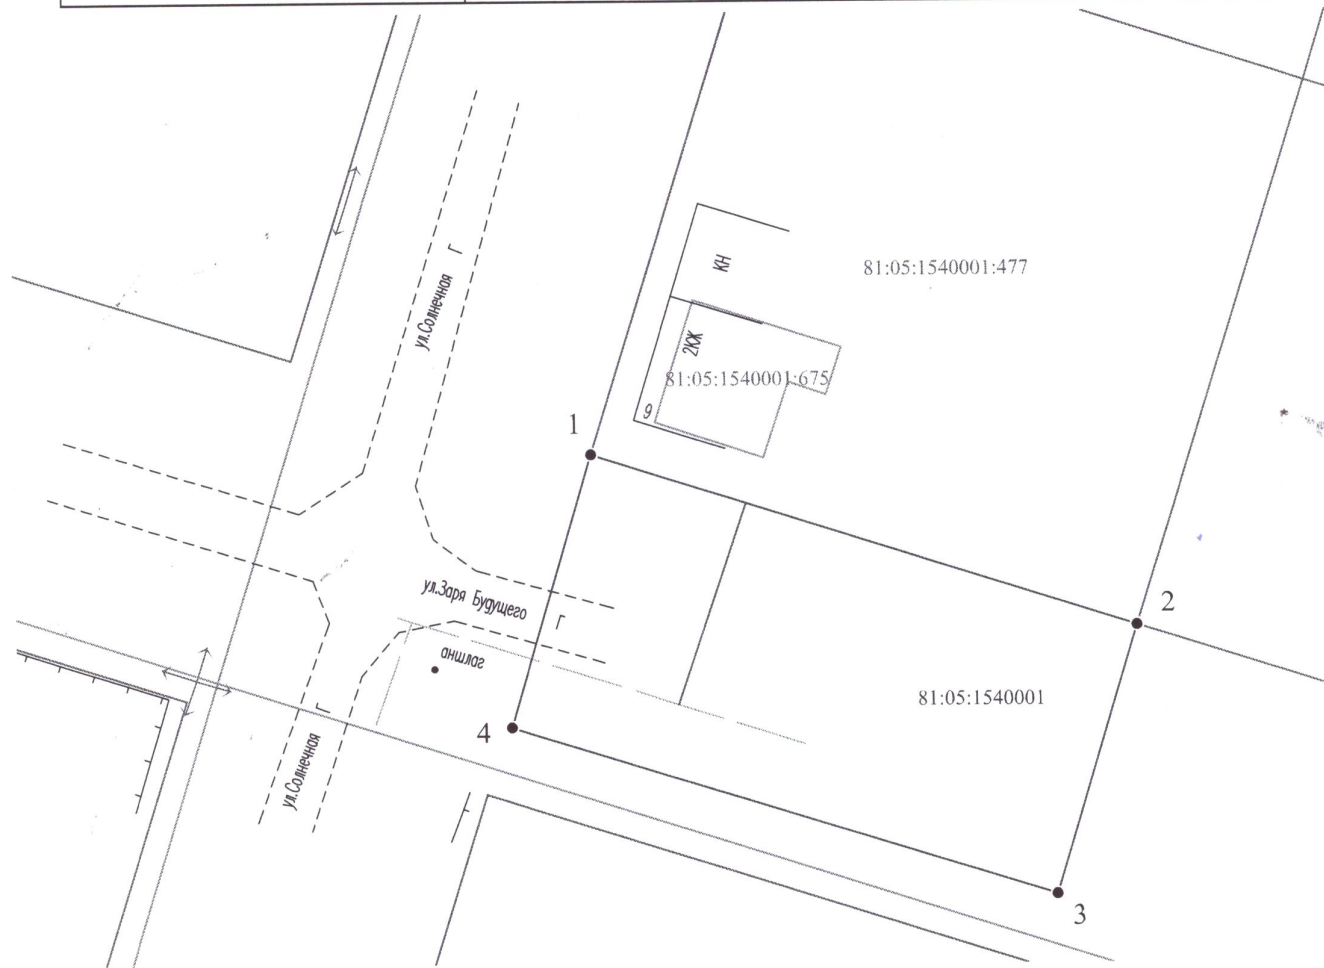 ул.Солнечная Г
КН
81:05:1540001:477
2КЖ
81:05:1540001:675
9
1
ул.Заря Будущего Г
2
аншлаг
81:05:1540001
4
ул.Солнечная Г
3